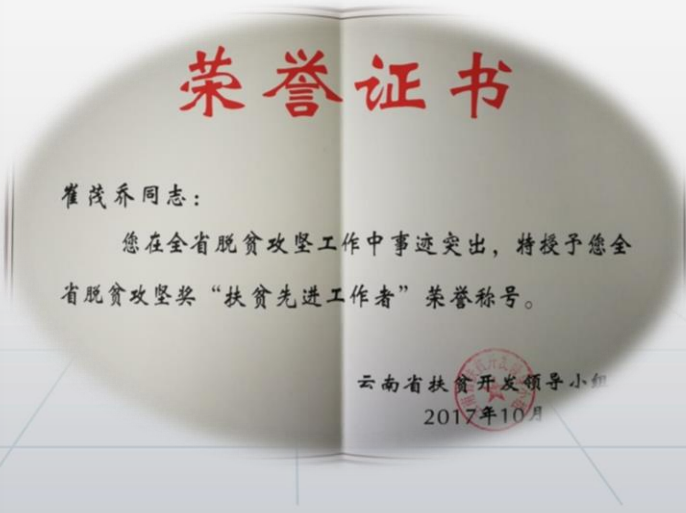 荣誉证书
崔茂乔同志：
您在全省脱贫攻坚工作中事迹突出，特授予您全
省脱贫攻坚奖“扶贫先进工作者”荣誉称号。
云南省扶贫开发领导小组
2017年10月